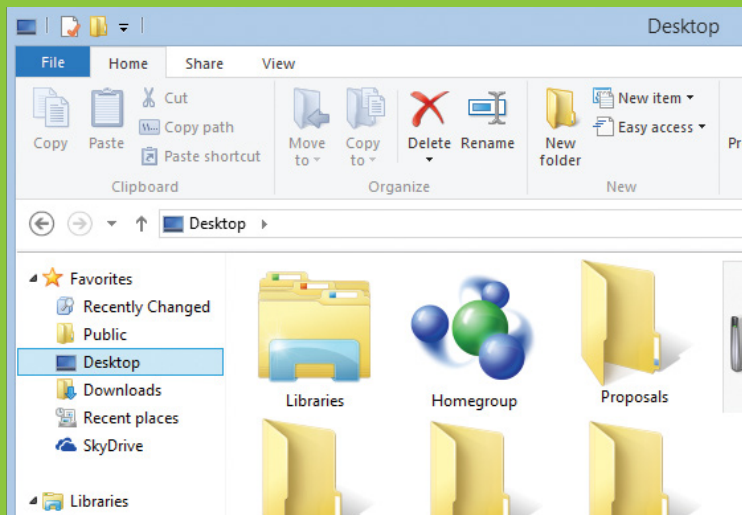 Desktop
File Home Share View
Copy
Paste
Cut
Copy path
Paste shortcut
Clipboard
Move to
Copy to
Delete
Rename
Organize
New folder
New item
Easy access
New
Desktop
Favorites
Recently Changed
Public
Desktop
Downloads
Recent places
SkyDrive
Libraries
Libraries
Homegroup
Proposals